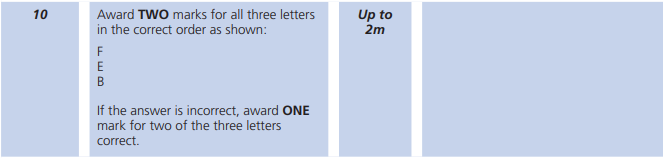 10
Award TWO marks for all three letters
in the correct order as shown:
F
E
B
If the answer is incorrect, award ONE
mark for two of the three letters
correct.
Up to
2m